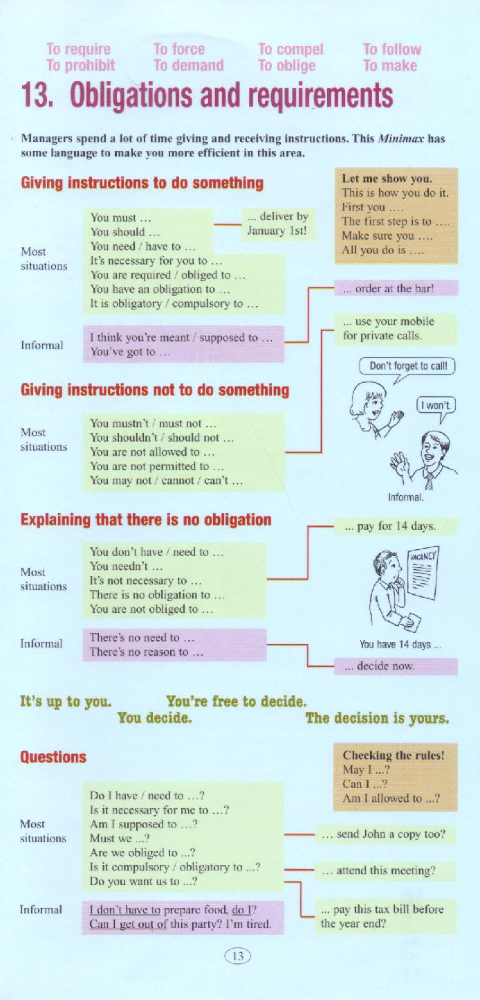 To require To force To compel To follow
To prohibit To demand To oblige To make
13. Obligations and requirements
Managers spend a lot of time giving and receiving instructions. This Minimax has
some language to make you more efficient in this area.
Giving instructions to do something
Let me show you.
This is how you do it.
First you ....
The first step is to ....
Make sure you ....
All you do is ....
Most
situations
You must ...
You should ...
You need / have to ...
It's necessary for you to ...
You are required / obliged to ...
You have an obligation to ...
It is obligatory / compulsory to ...
... deliver by
January 1st!
Informal
I think you're meant / supposed to ...
You've got to ...
... order at the bar!
... use your mobile
for private calls.
Don't forget to call!
I won't.
Informal.
Giving instructions not to do something
Most
situations
You mustn't / must not ...
You shouldn't / should not ...
You are not allowed to ...
You are not permitted to ...
You may not / cannot / can't ...
Explaining that there is no obligation
... pay for 14 days.
Most
situations
You don't have / need to ...
You needn't ...
It's not necessary to ...
There is no obligation to ...
You are not obliged to ...
VACANCY
You have 14 days ...
Informal
There's no need to ...
There's no reason to ...
... decide now.
It's up to you. You're free to decide.
You decide. The decision is yours.
Questions
Checking the rules!
May I ...?
Can I ...?
Am I allowed to ...?
Most
situations
Do I have / need to ...?
Is it necessary for me to ...?
Am I supposed to ...?
Must we ...?
Are we obliged to ...?
Is it compulsory / obligatory to ...?
Do you want us to ...?
... send John a copy too?
... attend this meeting?
... pay this tax bill before
the year end?
Informal
I don't have to prepare food, do I?
Can I get out of this party? I'm tired.
13